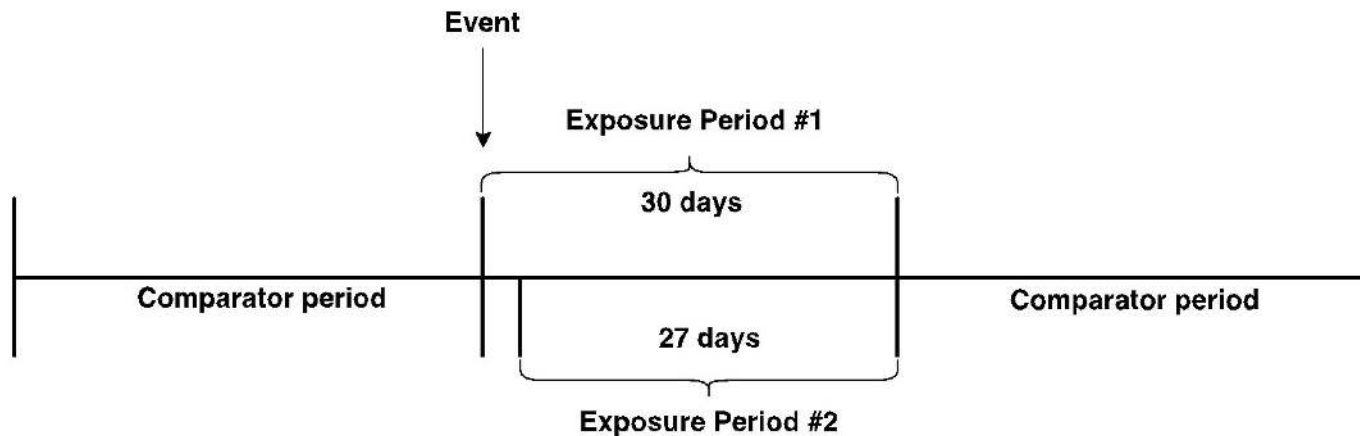 Event
Exposure Period #1
30 days
Comparator period
Comparator period
27 days
Exposure Period #2